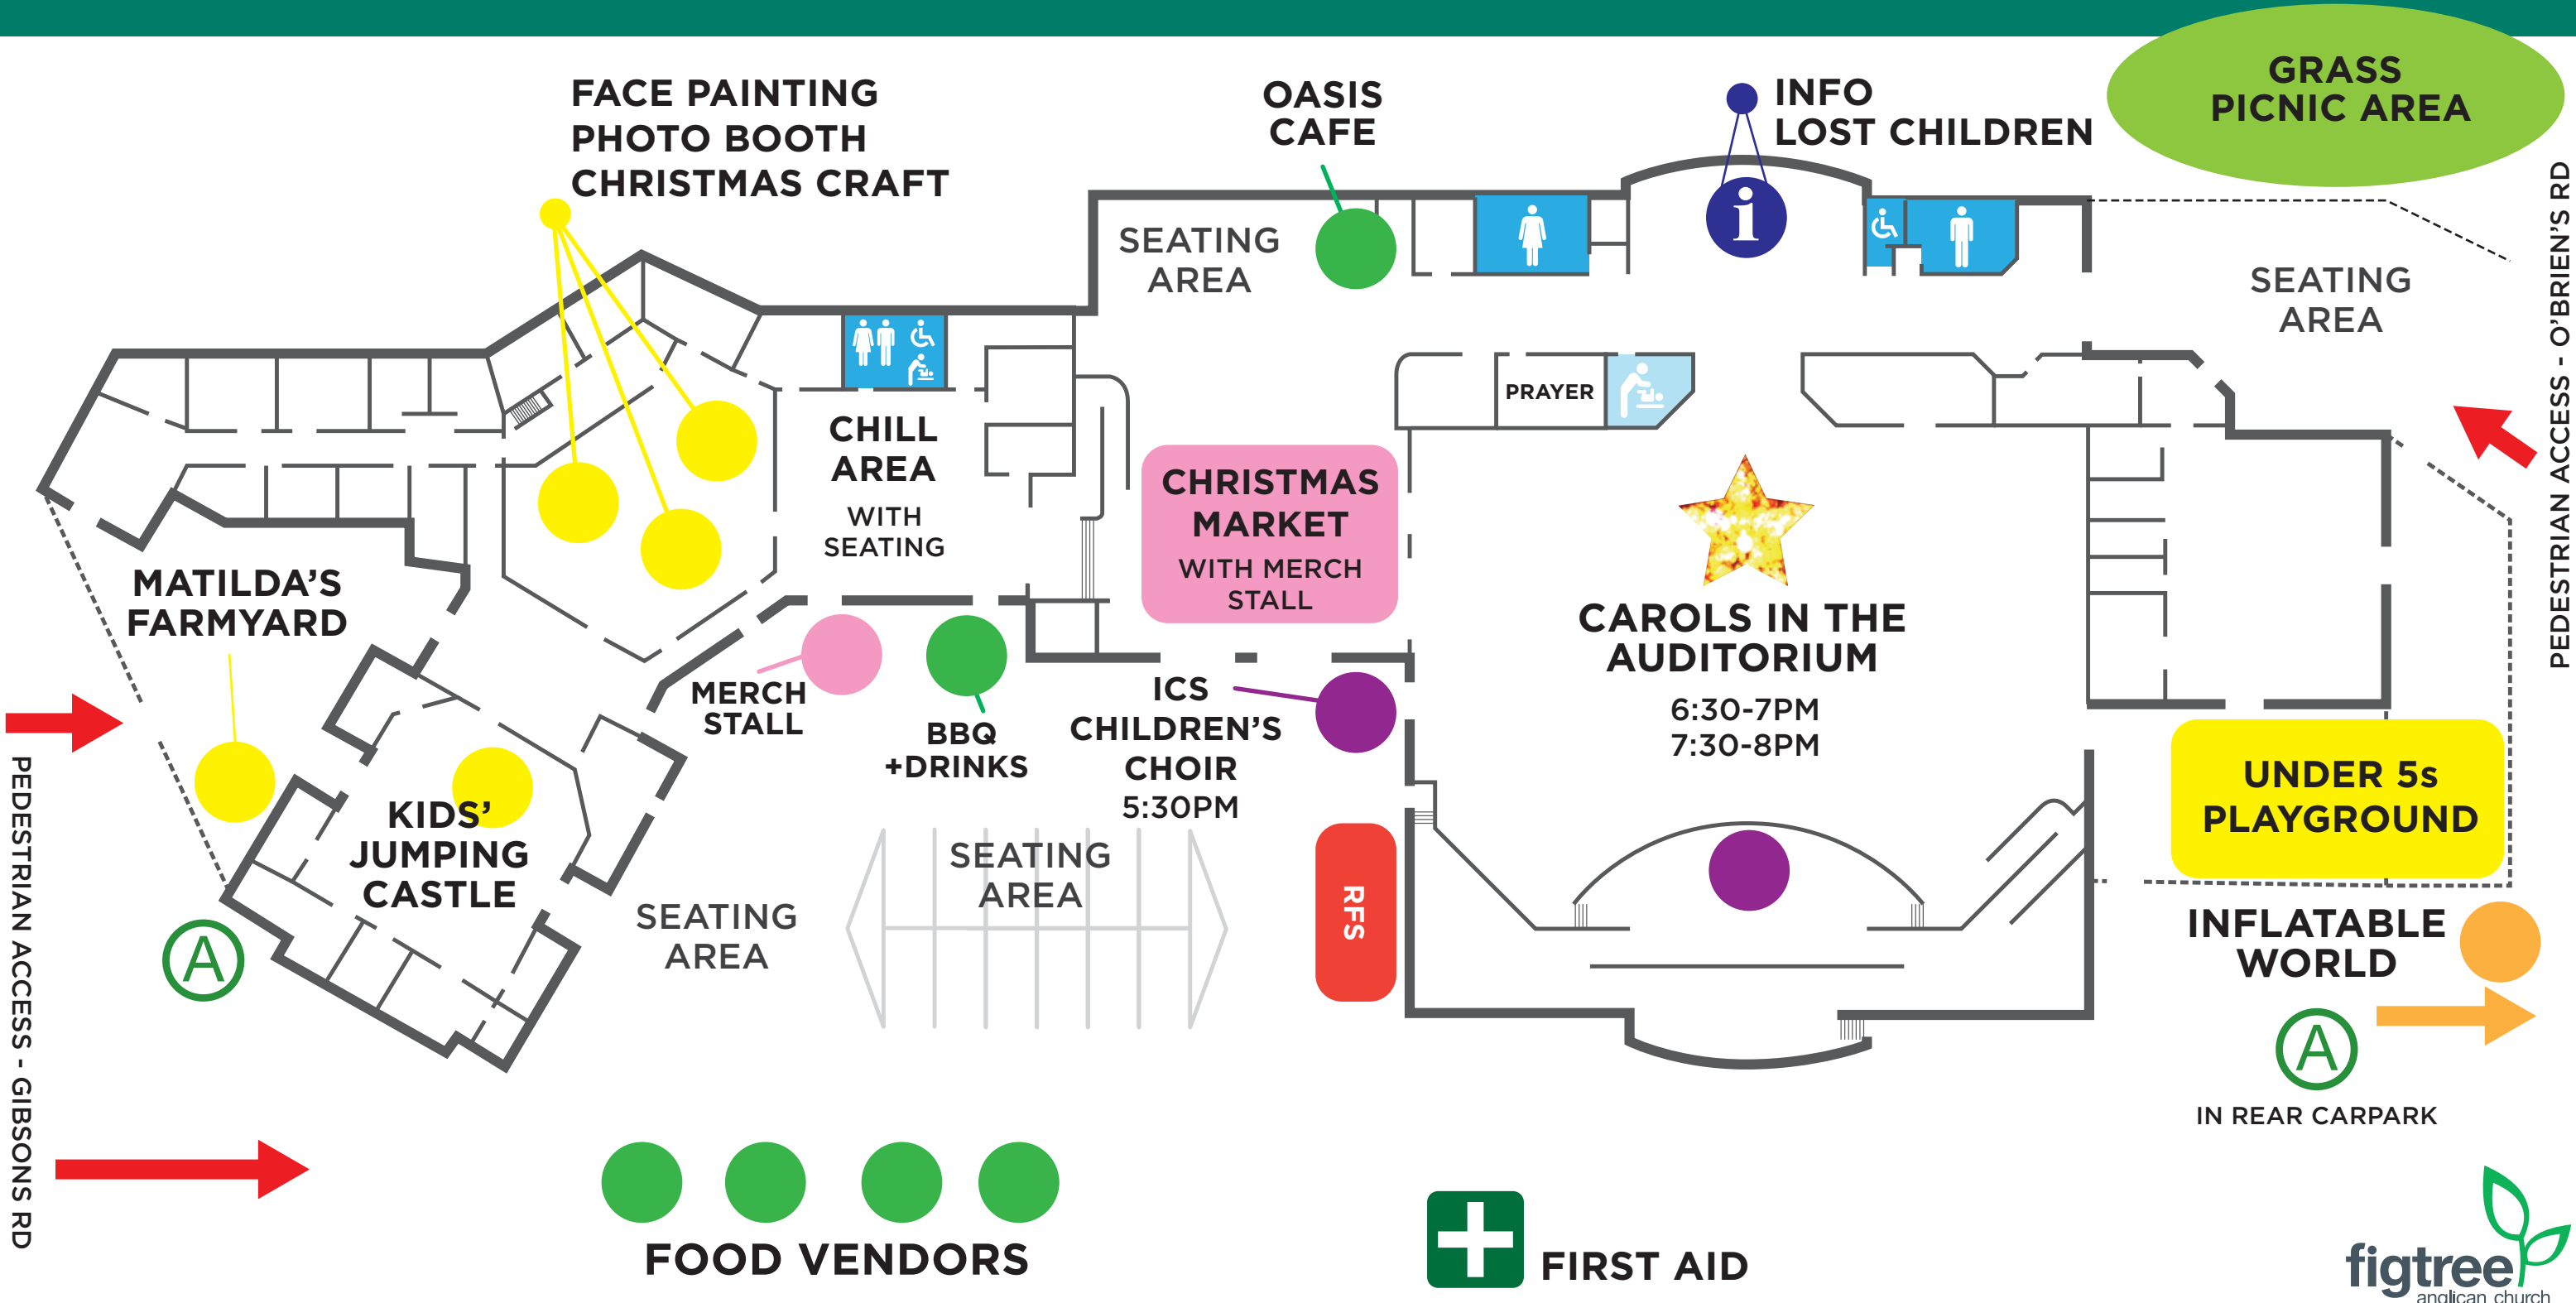 FACE PAINTING
PHOTO BOOTH
CHRISTMAS CRAFT
OASIS
CAFE
INFO
LOST CHILDREN
GRASS
PICNIC AREA
PEDESTRIAN ACCESS - O'BRIEN'S RD
SEATING
AREA
i
SEATING
AREA
PRAYER
CHILL
AREA
WITH
SEATING
CHRISTMAS
MARKET
WITH MERCH
STALL
MATILDA'S
FARMYARD
CAROLS IN THE
AUDITORIUM
6:30-7PM
7:30-8PM
MERCH
STALL
BBQ
+DRINKS
ICS
CHILDREN'S
CHOIR
5:30PM
UNDER 5s
PLAYGROUND
PEDESTRIAN ACCESS - GIBSONS RD
KIDS'
JUMPING
CASTLE
SEATING
AREA
SEATING
AREA
RFS
A
INFLATABLE
WORLD
A
IN REAR CARPARK
FOOD VENDORS
FIRST AID
figtree
anglican church